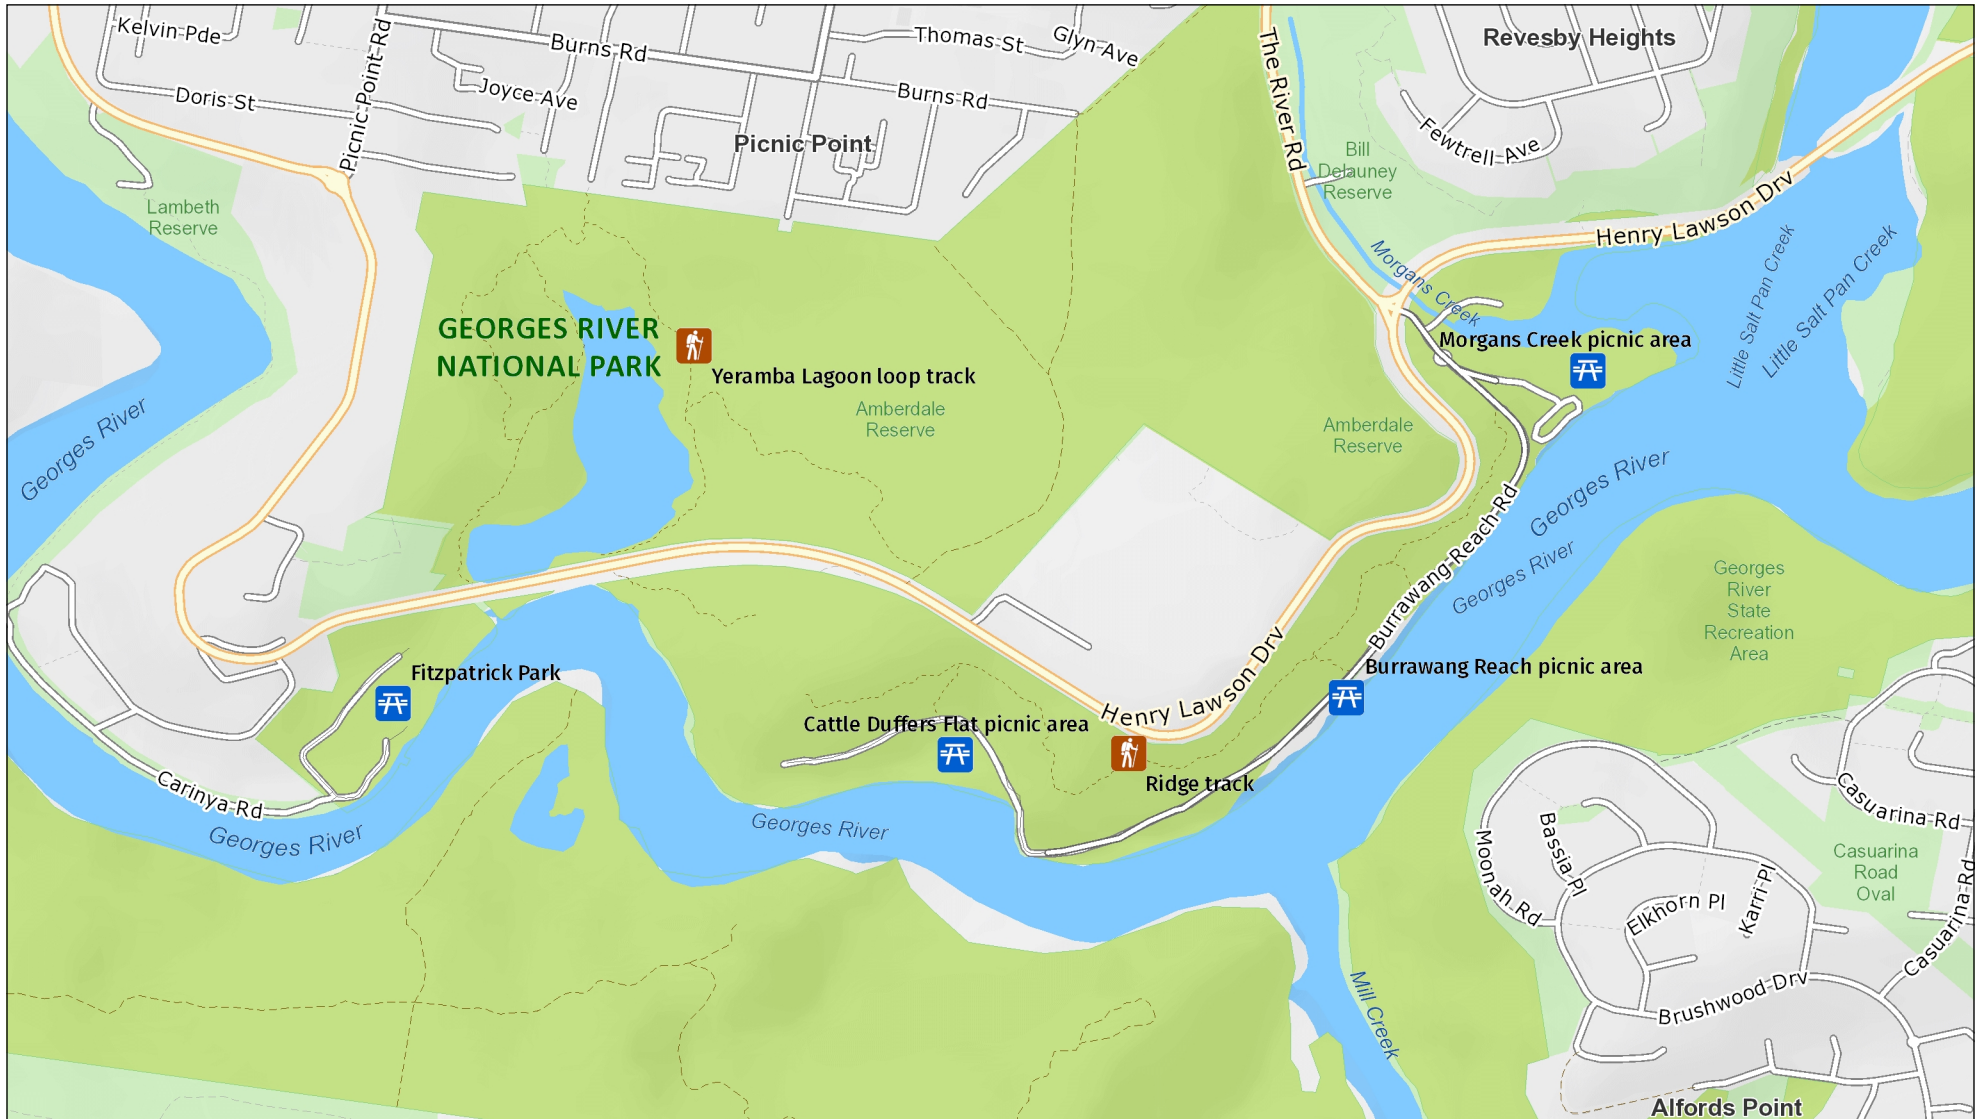 Kelvin Pde
Picnic Point Rd
Burns Rd
Thomas St
Glyn Ave
The River Rd
Revesby Heights
Doris St
Joyce Ave
Burns Rd
Picnic Point
Fewtrell Ave
Bill
Delauney
Reserve
Lambeth
Reserve
Henry Lawson Drv
Morgans Creek
Little Salt Pan Creek
Little Salt Pan Creek
GEORGES RIVER
NATIONAL PARK
Morgans Creek picnic area
Yeramba Lagoon loop track
Amberdale
Reserve
Amberdale
Reserve
Georges River
Georges River
Georges River
Burrawang Reach Rd
Georges
River
State
Recreation
Area
Fitzpatrick Park
Burrawang Reach picnic area
Henry Lawson Drv
Cattle Duffers Flat picnic area
Ridge track
Carinya Rd
Georges River
Georges River
Casuarina Rd
Moonah Rd
Bassia Pl
Elkhorn Pl
Karri Pl
Casuarina
Road
Oval
Casuarina Rd
Mill Creek
Brushwood Drv
Alfords Point